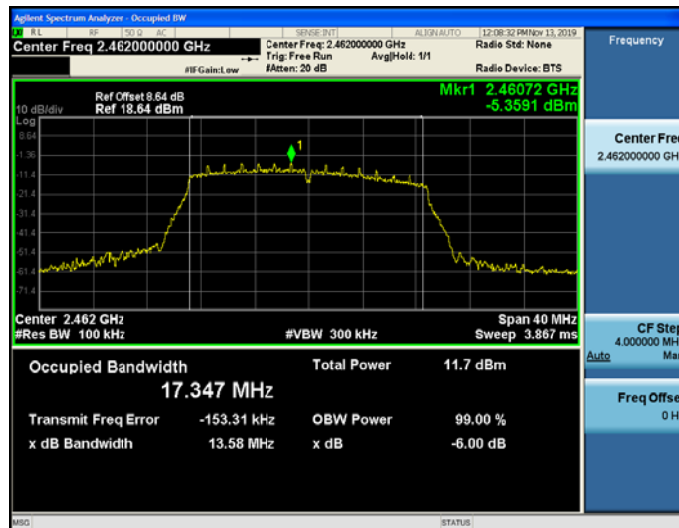 Agilent Spectrum Analyzer - Occupied BW
RL RF 50 Ω AC SENSE:INT ALIGN AUTO 12:08:32 PM Nov 13, 2019
Center Freq 2.462000000 GHz
Center Freq: 2.462000000 GHz
Radio Std: None
Trig: Free Run Avg|Hold: 1/1
#IFGain:Low
#Atten: 20 dB
Radio Device: BTS
Frequency
Mkr1 2.46072 GHz
-5.3591 dBm
Ref Offset 8.64 dB
10 dB/div Ref 18.64 dBm
Log
8.64
1
-1.36
-11.4
-21.4
-31.4
-41.4
-51.4
-61.4
-71.4
Center 2.462 GHz Span 40 MHz
#Res BW 100 kHz #VBW 300 kHz Sweep 3.867 ms
Occupied Bandwidth Total Power 11.7 dBm
17.347 MHz
Transmit Freq Error -153.31 kHz OBW Power 99.00 %
x dB Bandwidth 13.58 MHz x dB -6.00 dB
Center Fre
2.462000000 GH
CF Step
4.000000 MH
Auto Ma
Freq Offse
0 H
MSG STATUS